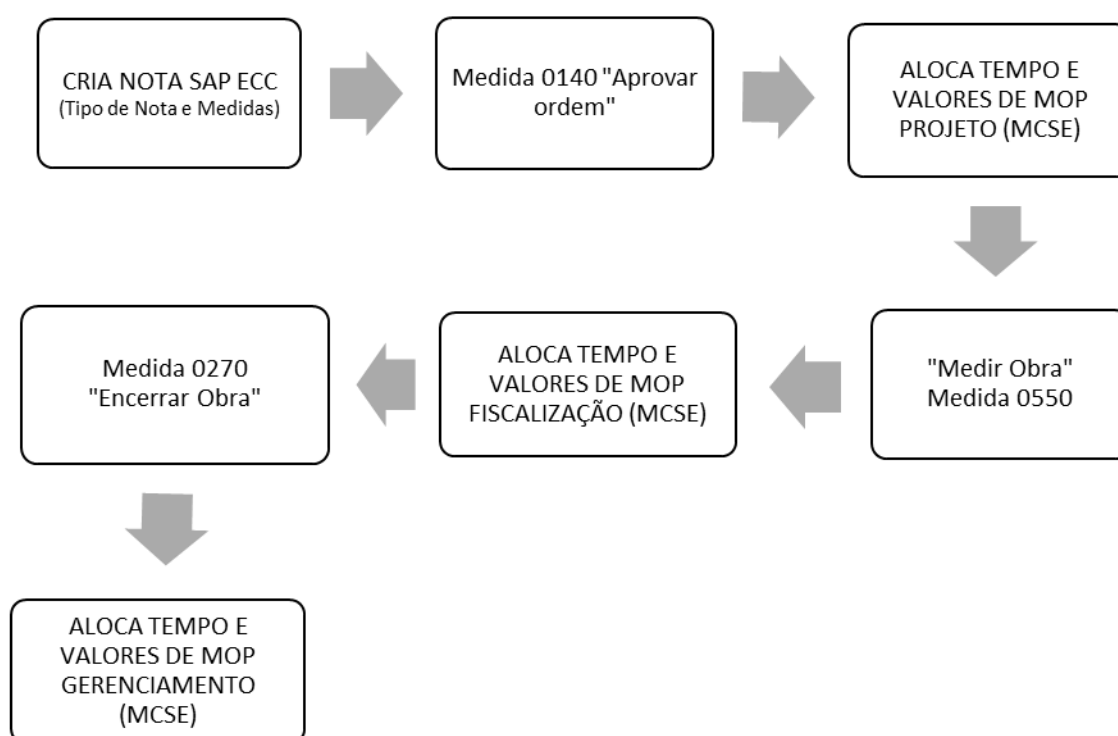 CRIA NOTA SAP ECC
(Tipo de Nota e Medidas)
Medida 0140 "Aprovar
ordem"
ALOCA TEMPO E
VALORES DE MOP
PROJETO (MCSE)
"Medir Obra"
Medida 0550
ALOCA TEMPO E
VALORES DE MOP
FISCALIZAÇÃO (MCSE)
Medida 0270
"Encerrar Obra"
ALOCA TEMPO E
VALORES DE MOP
GERENCIAMENTO
(MCSE)